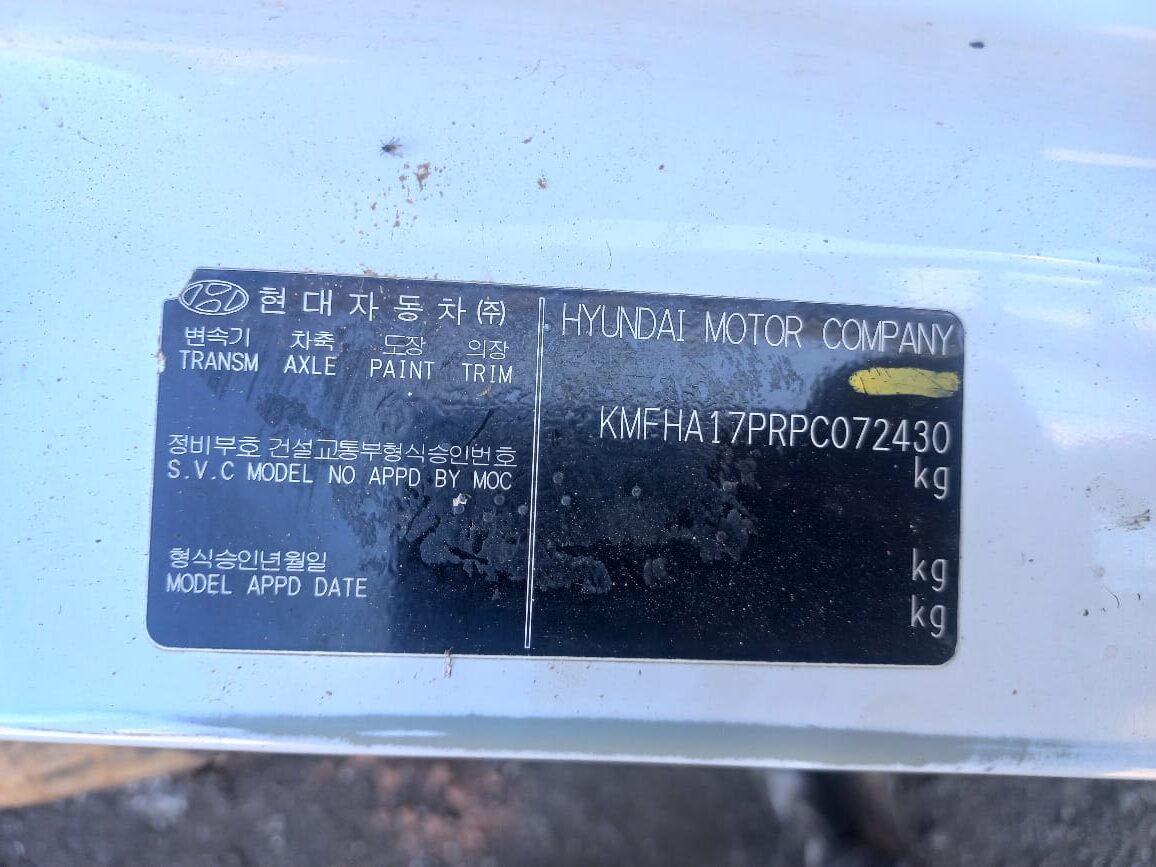 현대자동차(주)
변속기 차축 도장 의장
TRANSM AXLE PAINT TRIM
정비부호 건설교통부형식승인번호
S.V.C MODEL NO APPD BY MOC
형식승인년월일
MODEL APPD DATE
HYUNDAI MOTOR COMPANY
KMFHA17PRPC072430
kg
kg
kg